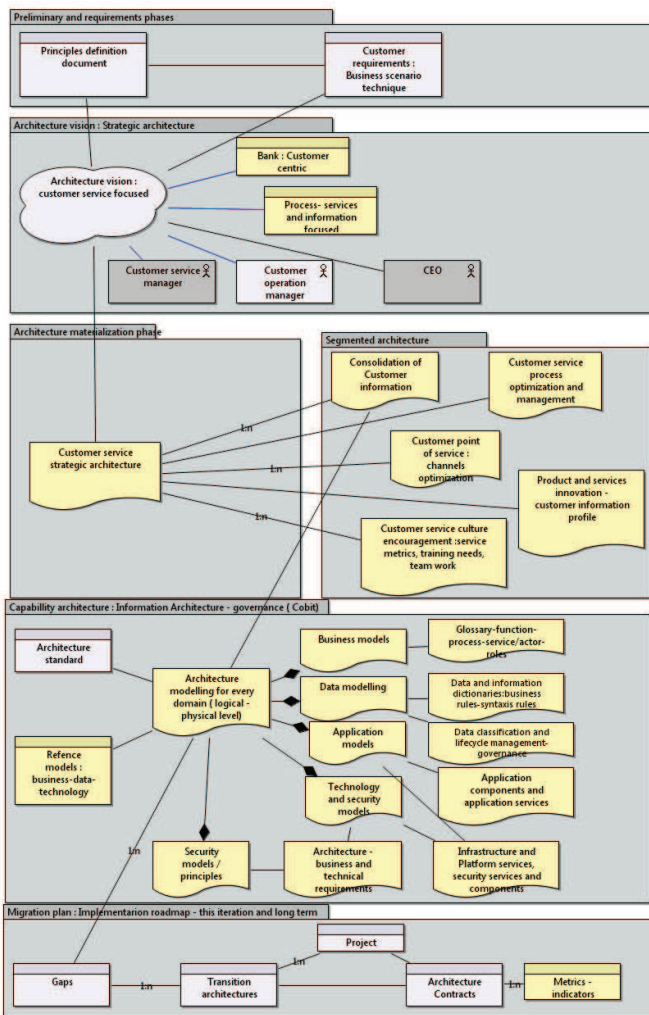 Preliminary and requirements phases
Principles definition
document
Customer
requirements :
Business scenario
technique
Architecture vision : Strategic architecture
Bank : Customer
centric
Architecture vision :
customer service focused
Process- services
and information
focused
Customer service
manager
Customer
operation
manager
CEO
Architecture materialization phase
Segmented architecture
Consolidation of
Customer
information
Customer service
process
optimization and
management
1:n
Customer service
strategic architecture
Customer point
of service :
channels
optimization
1:n
Product and services
innovation -
customer information
profile
1:n
Customer service culture
encouragement :service
metrics, training needs,
team work
Capabillity architecture : Information Architecture - governance ( Cobit)
Architecture
standard
Business models
Glossary-function-
process-service/actor-
roles
Architecture
modelling for every
domain ( logical -
physical level)
Data modelling
Data and information
dictionaries:business
rules-syntaxis rules
Application
models
Data classification and
lifecycle management-
governance
Refence
models :
business-data-
technology
Technology
and security
models
Application
components and
application services
1:n
Security
models /
principles
Architecture -
business and
technical
requirements
Infrastructure and
Platform services,
security services and
components
Migration plan : Implementarion roadmap - this iteration and long term
Project
1:n
Gaps
1:n
Transition
architectures
Architecture
Contracts
1:n
Metrics -
indicators